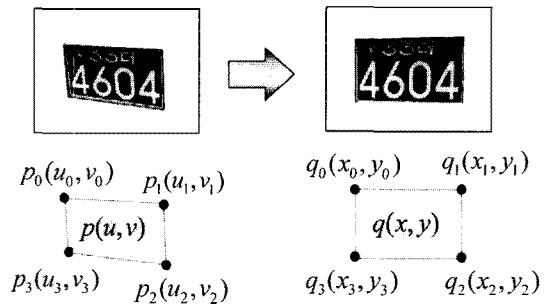 4604
4604
p₀(u₀, v₀)
p₁(u₁, v₁)
q₀(x₀, y₀)
q₁(x₁, y₁)
p(u, v)
q(x, y)
p₃(u₃, v₃)
p₂(u₂, v₂)
q₃(x₃, y₃)
q₂(x₂, y₂)